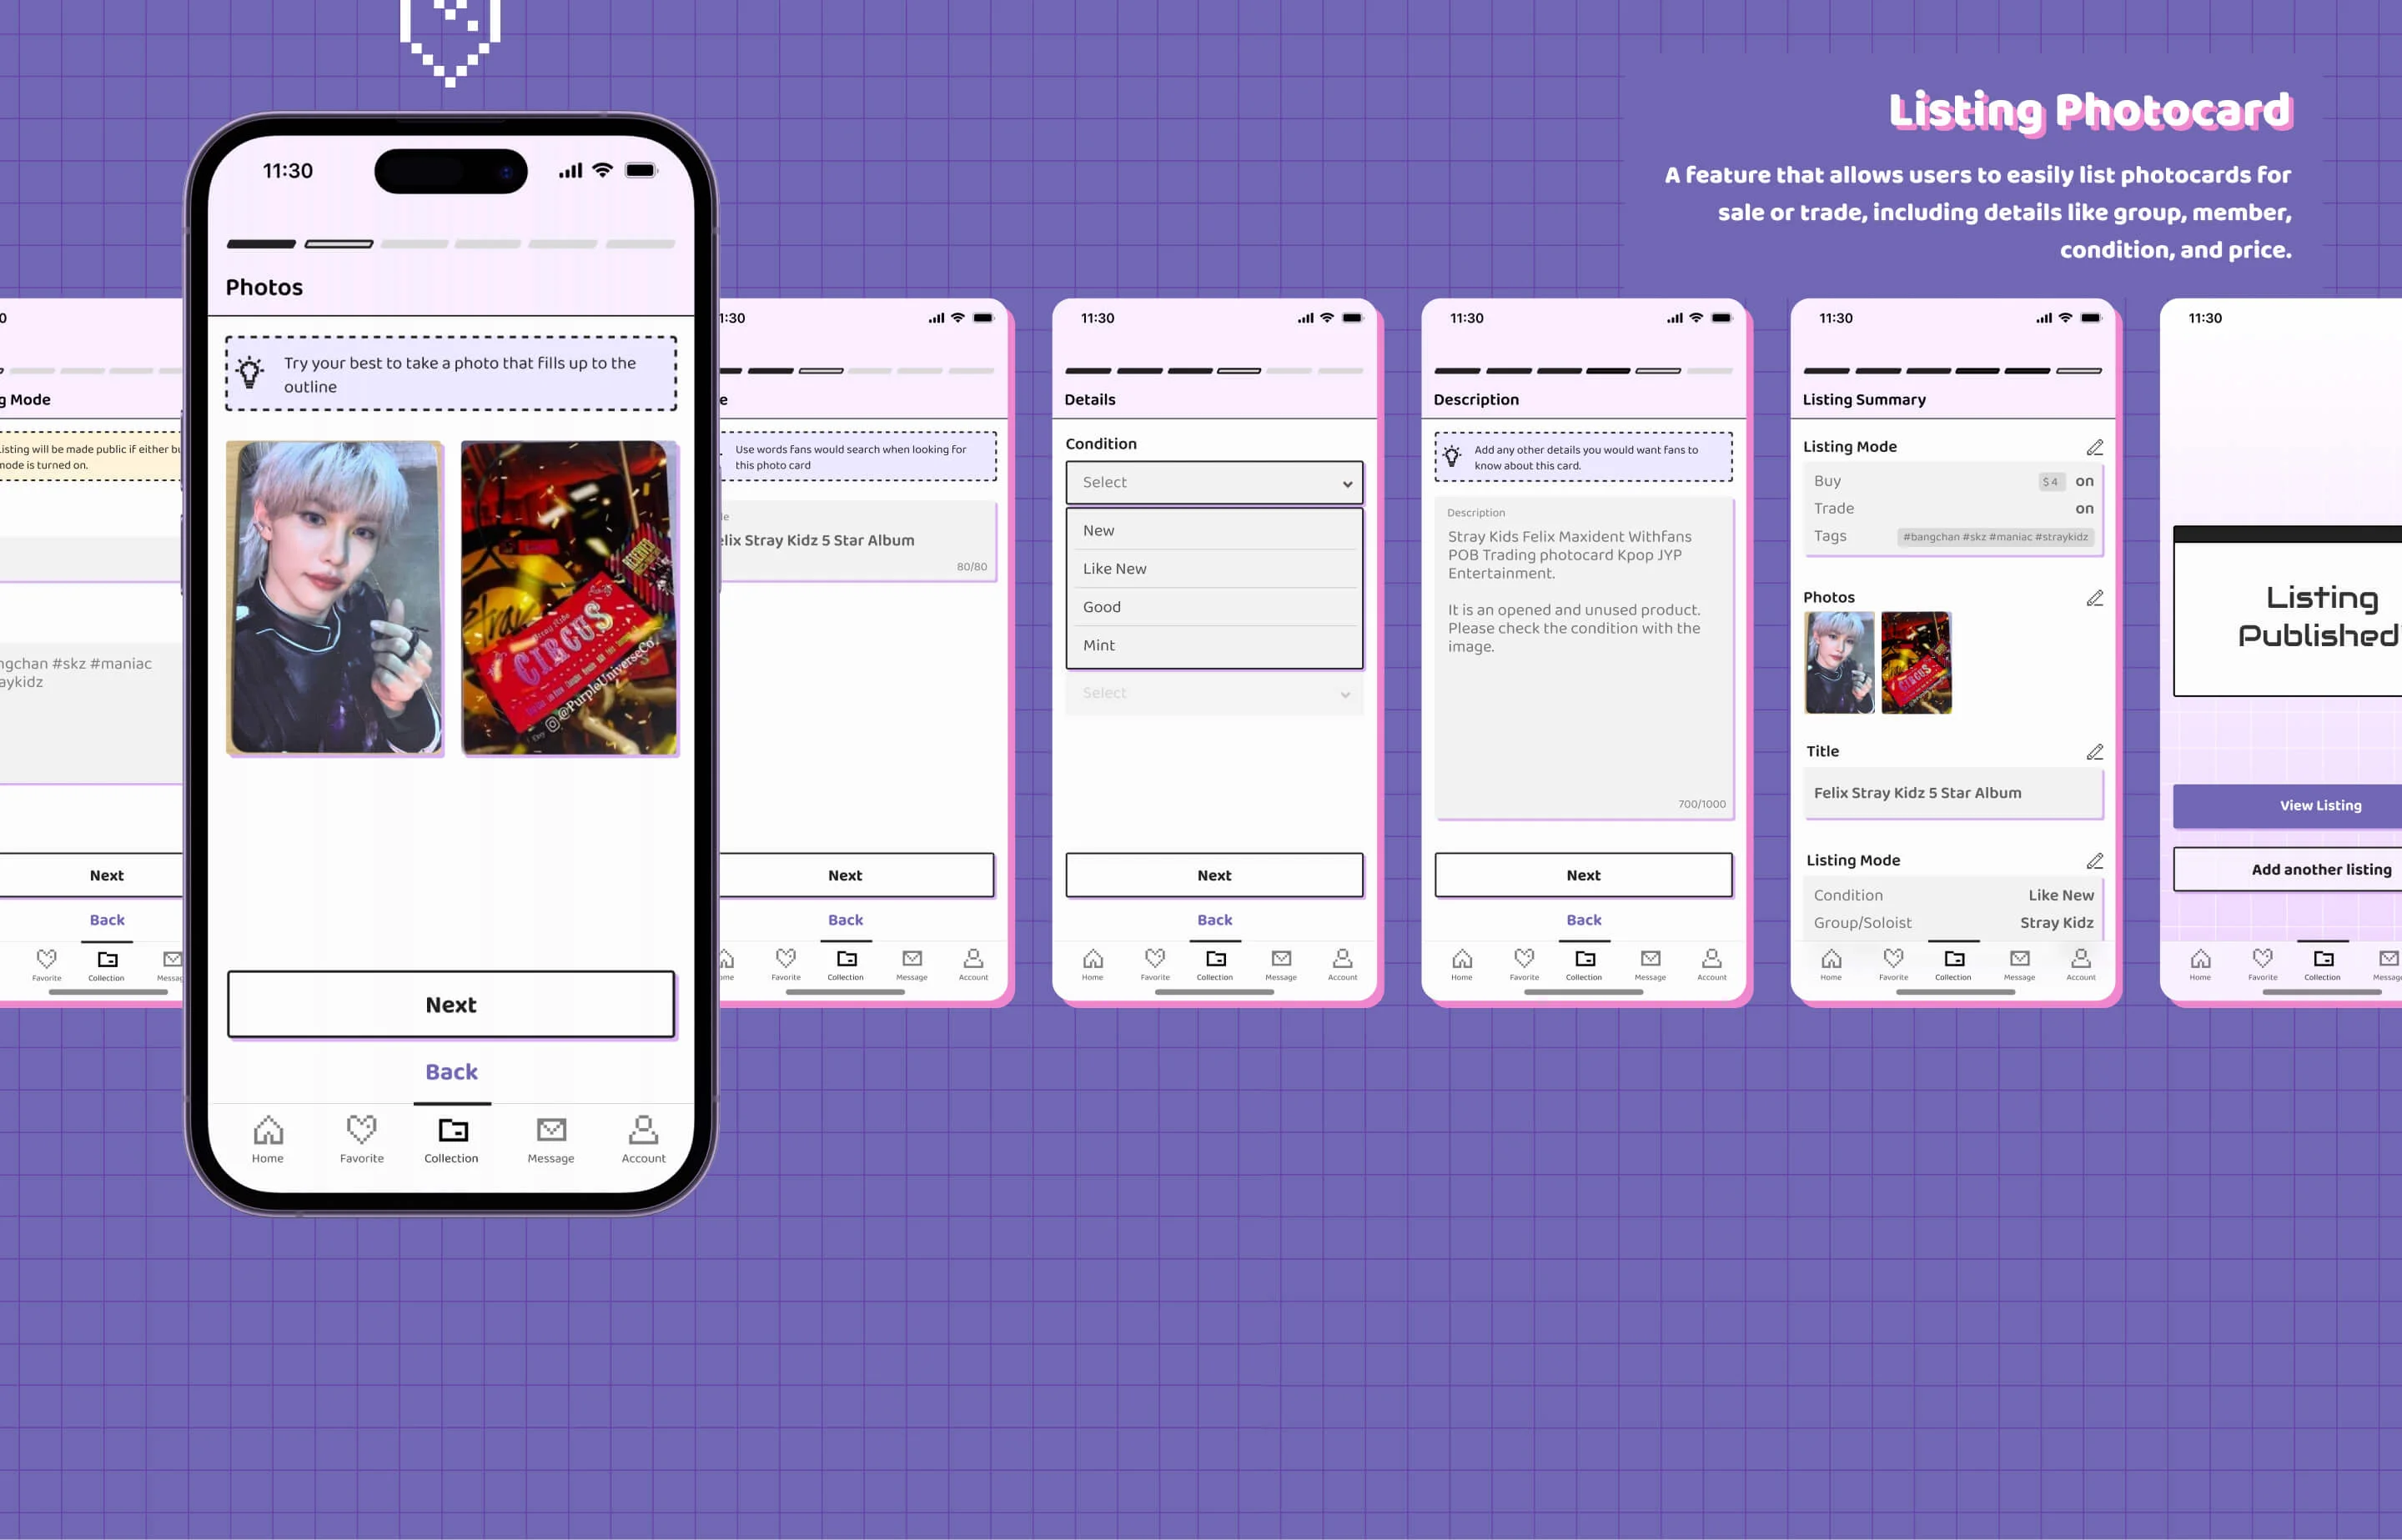 Listing Photocard
A feature that allows users to easily list photocards for
sale or trade, including details like group, member,
condition, and price.
0
g Mode
isting will be made public if either bu
mode is turned on.
ngchan #skz #maniac
aykidz
Next
Back
Favorite
Collection
Messag
11:30
Photos
Try your best to take a photo that fills up to the
outline
Stray Kids
CIRCUS
@PurpleUniverseCo.
Next
Back
Home
Favorite
Collection
Message
Account
1:30
e
Use words fans would search when looking for
this photo card
le
elix Stray Kidz 5 Star Album
80/80
Next
Back
ome
Favorite
Collection
Message
Account
11:30
Details
Condition
Select
New
Like New
Good
Mint
Select
Next
Back
Home
Favorite
Collection
Message
Account
11:30
Description
Add any other details you would want fans to
know about this card.
Description
Stray Kids Felix Maxident Withfans
POB Trading photocard Kpop JYP
Entertainment.
It is an opened and unused product.
Please check the condition with the
image.
700/1000
Next
Back
Home
Favorite
Collection
Message
Account
11:30
Listing Summary
Listing Mode
Buy $4 on
Trade on
Tags #bangchan #skz #maniac #straykidz
Photos
CIRCUS
Title
Felix Stray Kidz 5 Star Album
Listing Mode
Condition Like New
Group/Soloist Stray Kidz
Home
Favorite
Collection
Message
Account
11:30
Listing
Published
View Listing
Add another listing
Home
Favorite
Collection
Messag